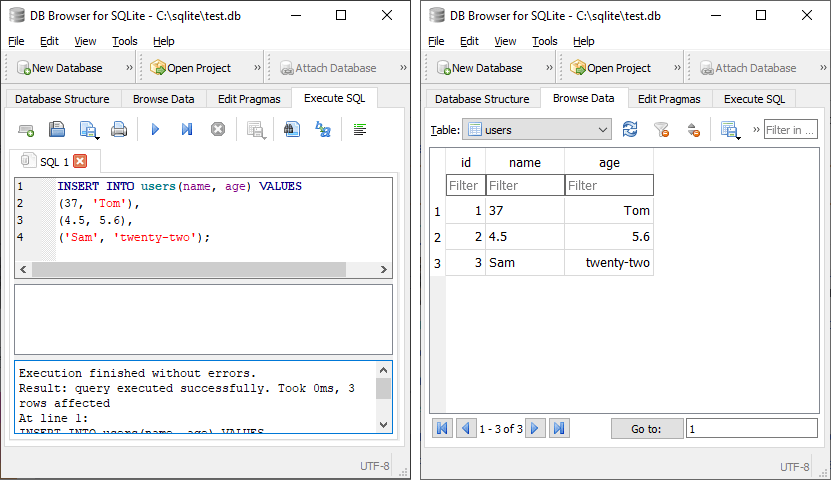 DB Browser for SQLite - C:\sqlite\test.db
File Edit View Tools Help
New Database » Open Project » Attach Database »
Database Structure Browse Data Edit Pragmas Execute SQL
SQL 1
1 INSERT INTO users(name, age) VALUES
2 (37, 'Tom'),
3 (4.5, 5.6),
4 ('Sam', 'twenty-two');
Execution finished without errors.
Result: query executed successfully. Took 0ms, 3
rows affected
At line 1:
INSERT INTO users(name, age) VALUES
UTF-8
DB Browser for SQLite - C:\sqlite\test.db
File Edit View Tools Help
New Database » Open Project » Attach Database »
Database Structure Browse Data Edit Pragmas Execute SQL
Table: users » Filter in ...
id name age
Filter Filter Filter
1 1 37 Tom
2 2 4.5 5.6
3 3 Sam twenty-two
1 - 3 of 3 Go to: 1
UTF-8